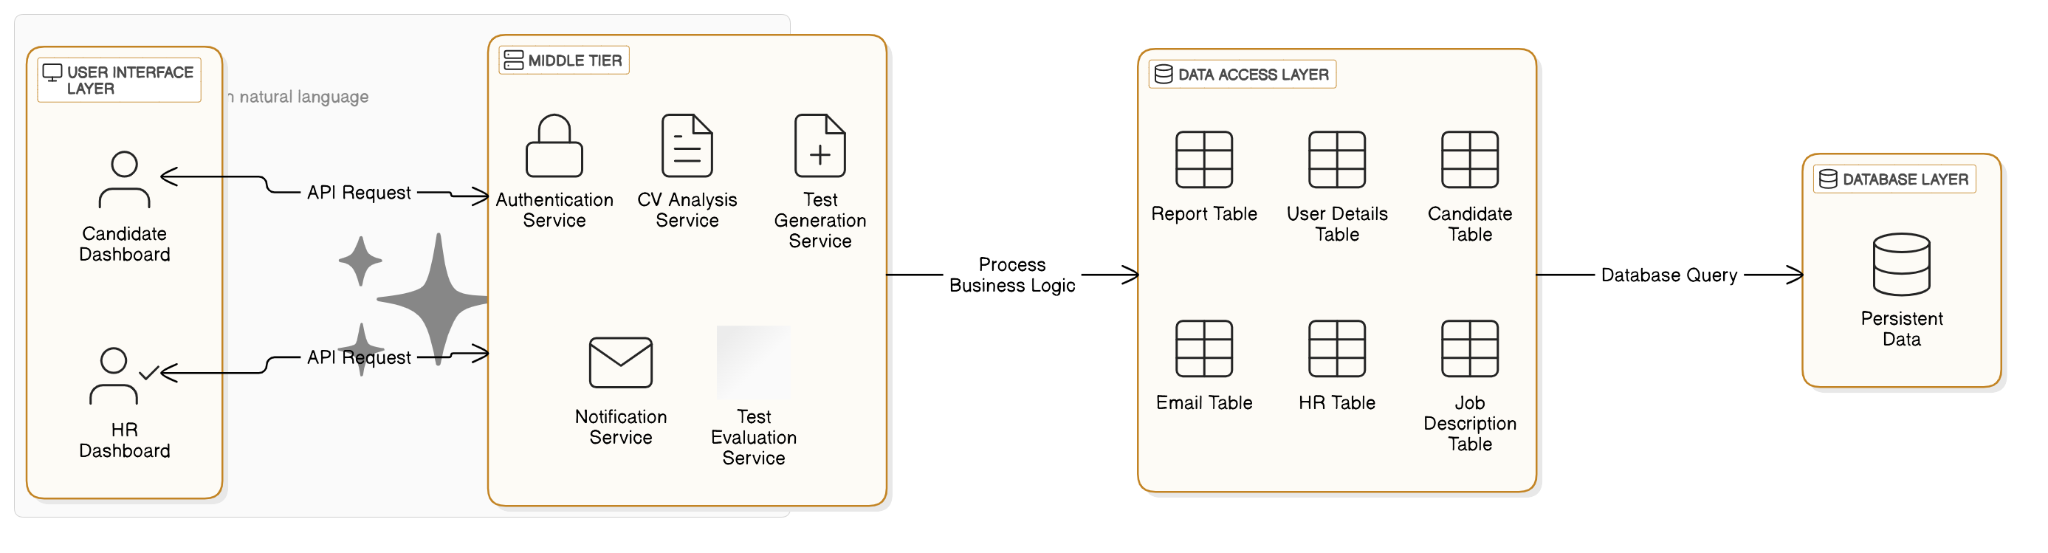 USER INTERFACE
LAYER
natural language
Candidate
Dashboard
HR
Dashboard
API Request
API Request
MIDDLE TIER
Authentication
Service
CV Analysis
Service
Test
Generation
Service
Notification
Service
Test
Evaluation
Service
Process
Business Logic
DATA ACCESS LAYER
Report Table
User Details
Table
Candidate
Table
Email Table
HR Table
Job
Description
Table
Database Query
DATABASE LAYER
Persistent
Data